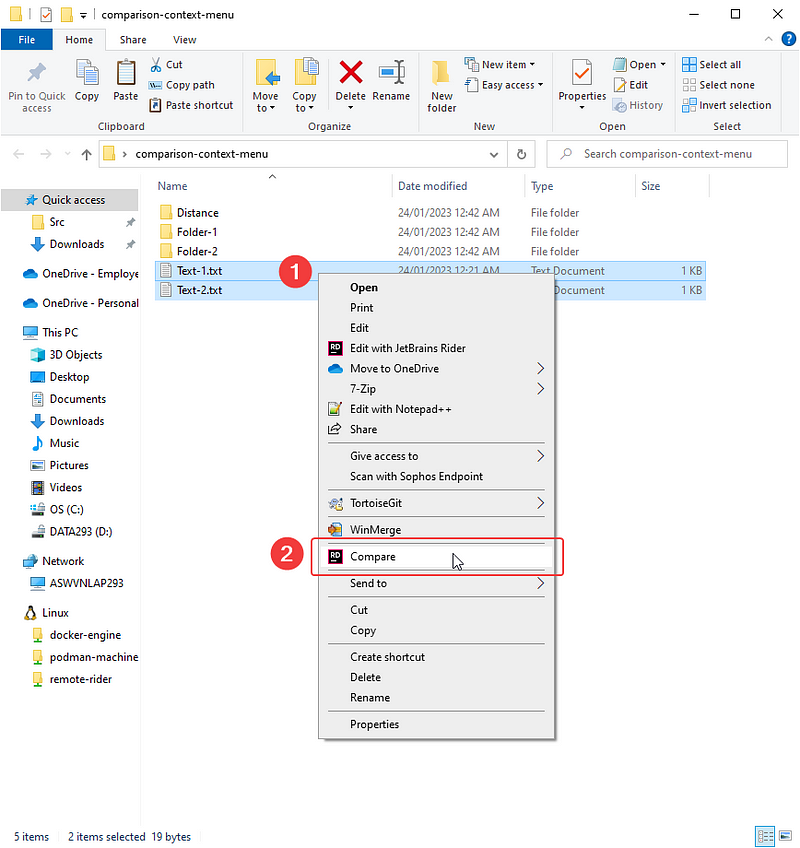 comparison-context-menu
File Home Share View
Pin to Quick access
Copy
Paste
Cut
Copy path
Paste shortcut
Clipboard
Move to
Copy to
Delete
Rename
Organize
New folder
New item
Easy access
New
Properties
Open
Edit
History
Open
Select all
Select none
Invert selection
Select
comparison-context-menu
Search comparison-context-menu
Name Date modified Type Size
Quick access
Src
Downloads
OneDrive - Employe
OneDrive - Personal
This PC
3D Objects
Desktop
Documents
Downloads
Music
Pictures
Videos
OS (C:)
DATA293 (D:)
Network
ASWVNLAP293
Linux
docker-engine
podman-machine
remote-rider
Distance 24/01/2023 12:42 AM File folder
Folder-1 24/01/2023 12:42 AM File folder
Folder-2 24/01/2023 12:42 AM File folder
Text-1.txt 24/01/2023 12:21 AM Text Document 1 KB
Text-2.txt Document 1 KB
1
Open
Print
Edit
RD Edit with JetBrains Rider
Move to OneDrive
7-Zip
Edit with Notepad++
Share
Give access to
Scan with Sophos Endpoint
TortoiseGit
WinMerge
2
RD Compare
Send to
Cut
Copy
Create shortcut
Delete
Rename
Properties
5 items 2 items selected 19 bytes